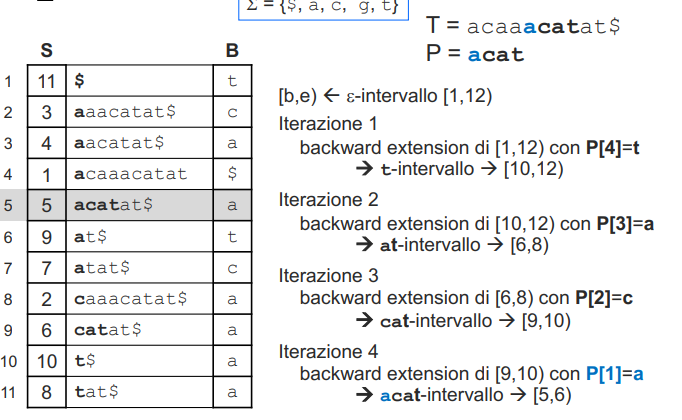 Σ = {$, a, c, g, t}
T = acaaacatat$
P = acat
S B
1 11 $ t
2 3 aaacatat$ c
3 4 aacatat$ a
4 1 acaaacatat $
5 5 acatat$ a
6 9 at$ t
7 7 atat$ c
8 2 caaacatat$ a
9 6 catat$ a
10 10 t$ a
11 8 tat$ a
[b,e) ← ε-intervallo [1,12)
Iterazione 1
backward extension di [1,12) con P[4]=t
➔ t-intervallo → [10,12)
Iterazione 2
backward extension di [10,12) con P[3]=a
➔ at-intervallo → [6,8)
Iterazione 3
backward extension di [6,8) con P[2]=c
➔ cat-intervallo → [9,10)
Iterazione 4
backward extension di [9,10) con P[1]=a
➔ acat-intervallo → [5,6)